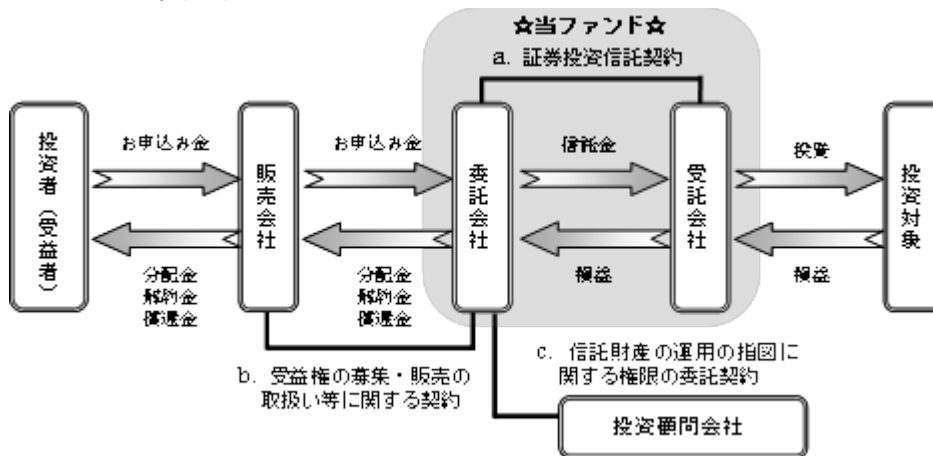 ☆当ファンド☆
a. 証券投資信託契約
投資者(受益者)
お申込み金
販売会社
お申込み金
委託会社
信託金
受託会社
投資
投資対象
分配金
解約金
償還金
分配金
解約金
償還金
損益
損益
b. 受益権の募集・販売の
取扱い等に関する契約
c. 信託財産の運用の指図に
関する権限の委託契約
投資顧問会社